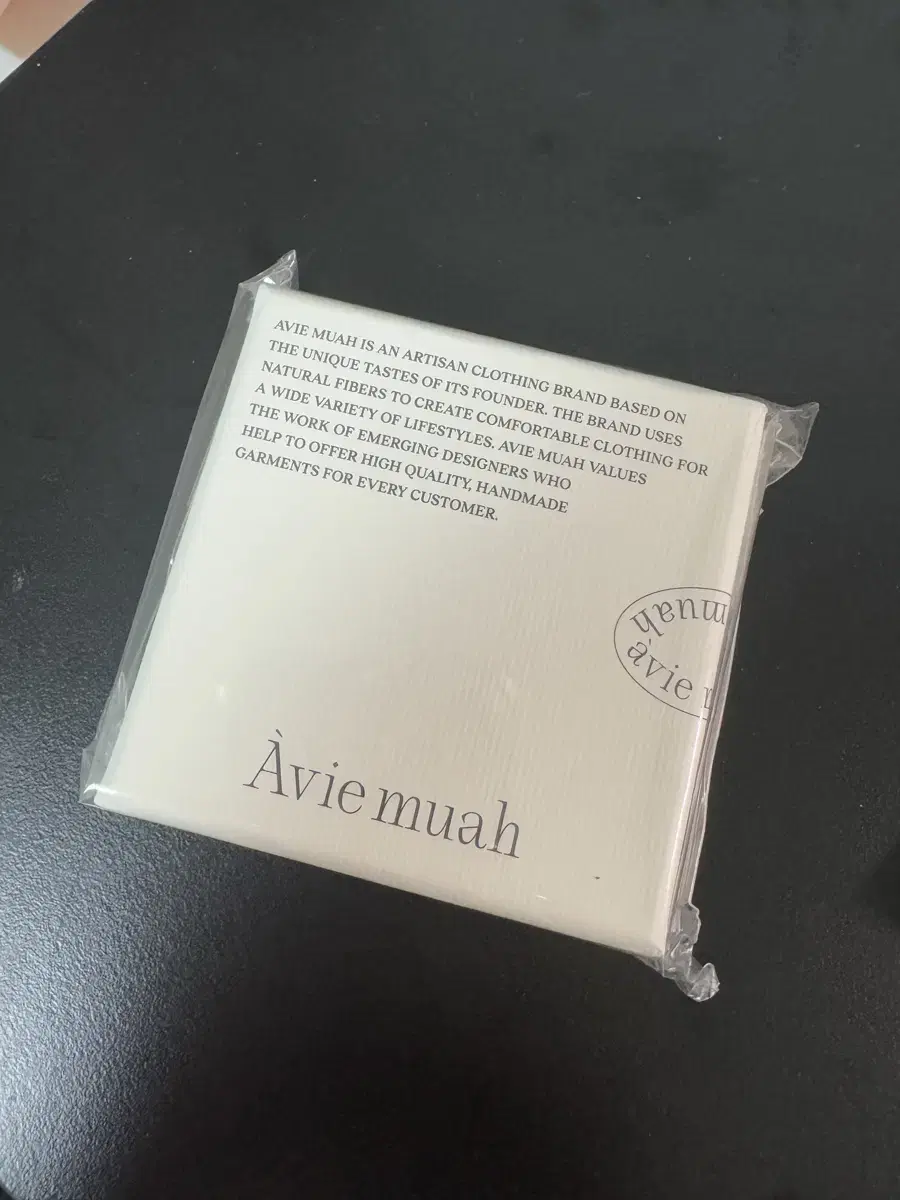 AVIE MUAH IS AN ARTISAN CLOTHING BRAND BASED ON
THE UNIQUE TASTES OF ITS FOUNDER. THE BRAND USES
NATURAL FIBERS TO CREATE COMFORTABLE CLOTHING FOR
A WIDE VARIETY OF LIFESTYLES. AVIE MUAH VALUES
THE WORK OF EMERGING DESIGNERS WHO
HELP TO OFFER HIGH QUALITY, HANDMADE
GARMENTS FOR EVERY CUSTOMER.
muah
àvie
Àvie muah